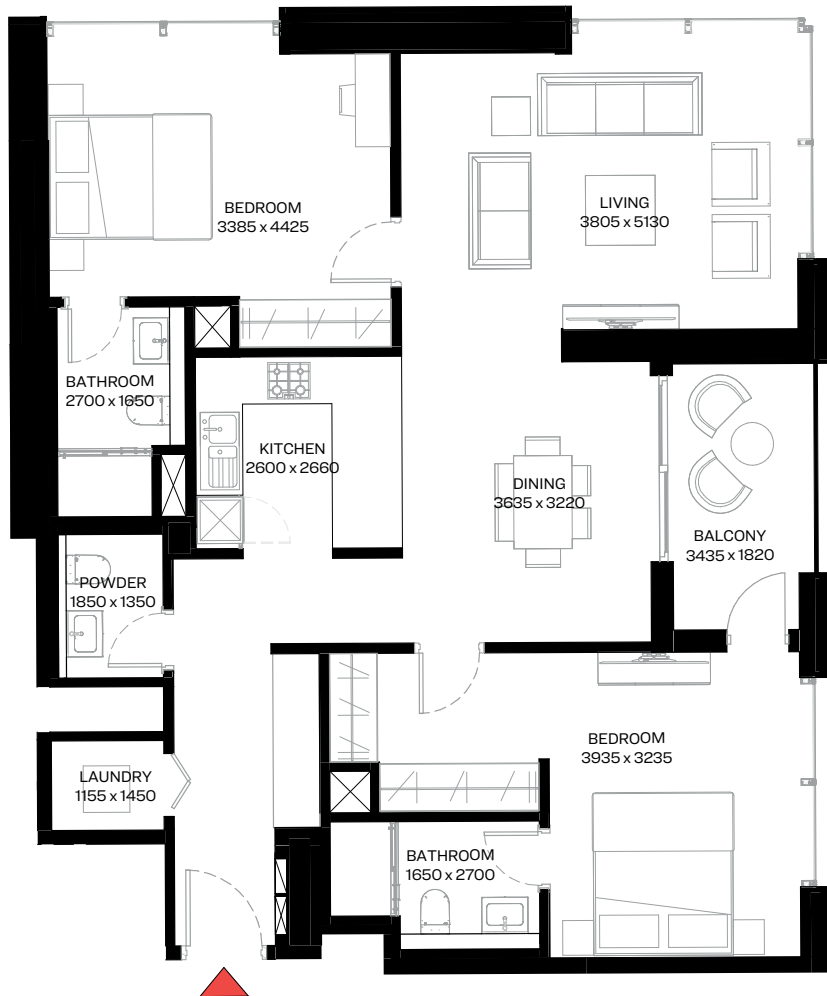 BEDROOM
3385 x 4425
LIVING
3805 x 5130
BATHROOM
2700 x 1650
KITCHEN
2600 x 2660
DINING
3635 x 3220
BALCONY
3435 x 1820
POWDER
1850 x 1350
BEDROOM
3935 x 3235
LAUNDRY
1155 x 1450
BATHROOM
1650 x 2700